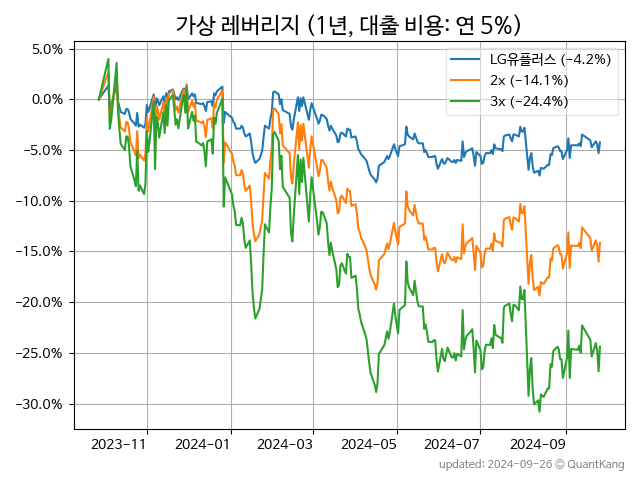 가상 레버리지 (1년, 대출 비용: 연 5%)
5.0%
0.0%
−5.0%
−10.0%
−15.0%
−20.0%
−25.0%
−30.0%
LG유플러스 (−4.2%)
2x (−14.1%)
3x (−24.4%)
2023-11 2024-01 2024-03 2024-05 2024-07 2024-09
updated: 2024-09-26 © QuantKang